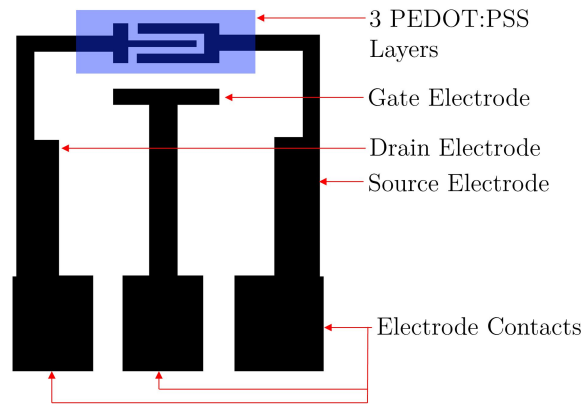 3 PEDOT:PSS
Layers
Gate Electrode
Drain Electrode
Source Electrode
Electrode Contacts